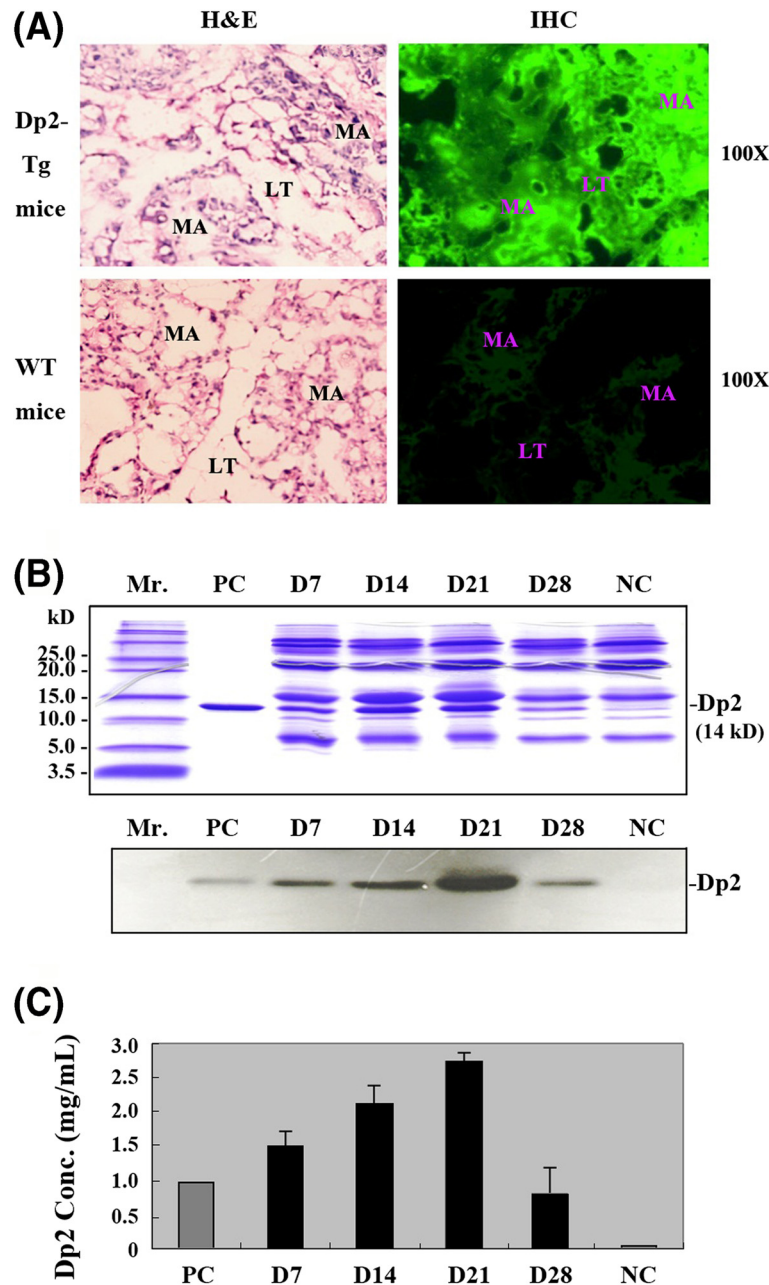 (A)
H&E IHC
Dp2-
Tg
mice
MA
LT
MA
MA
LT
MA
100X
WT
mice
MA
MA
LT
MA
MA
LT
100X
(B)
Mr. PC D7 D14 D21 D28 NC
kD
25.0 -
20.0 -
15.0 -
10.0 -
5.0 -
3.5 -
-Dp2
(14 kD)
Mr. PC D7 D14 D21 D28 NC
-Dp2
(C)
Dp2 Conc. (mg/mL)
3.0
2.5
2.0
1.5
1.0
0.5
0
PC D7 D14 D21 D28 NC